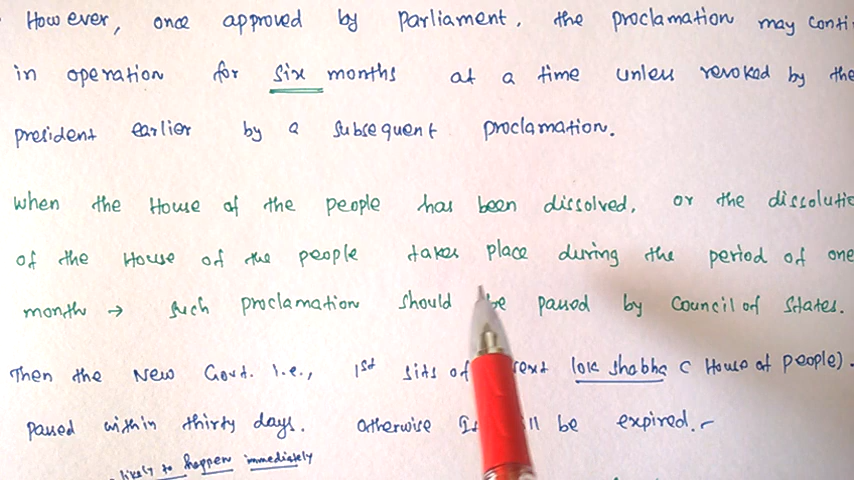 However, once approved by Parliament, the proclamation may conti
in operation for six months at a time unless revoked by the
president earlier by a subsequent proclamation.
When the House of the people has been dissolved, or the dissolutio
of the House of the people takes place during the period of one
month → such proclamation should be passed by Council of States.
Then the New Govt. i.e., 1st sits of next lok shabha ( House of people).
passed within thirty days. Otherwise will be expired.
likely to happen immediately